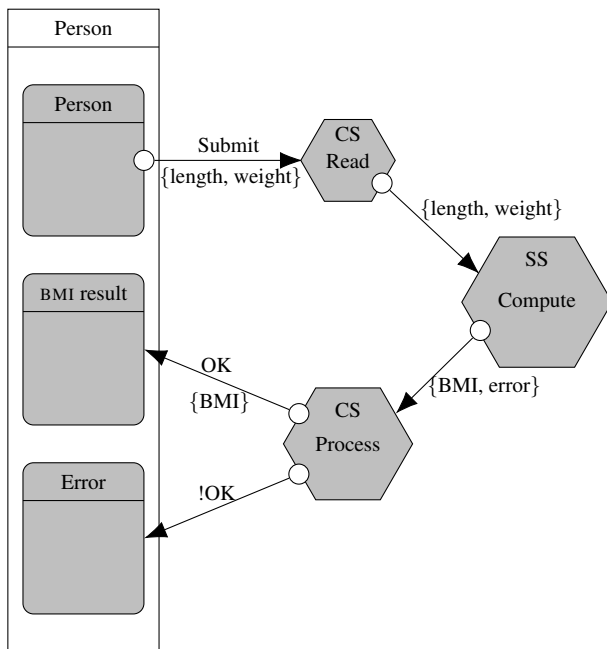 Person
Person
Submit
{length, weight}
CS
Read
{length, weight}
SS
Compute
BMI result
OK
{BMI}
{BMI, error}
CS
Process
Error
!OK